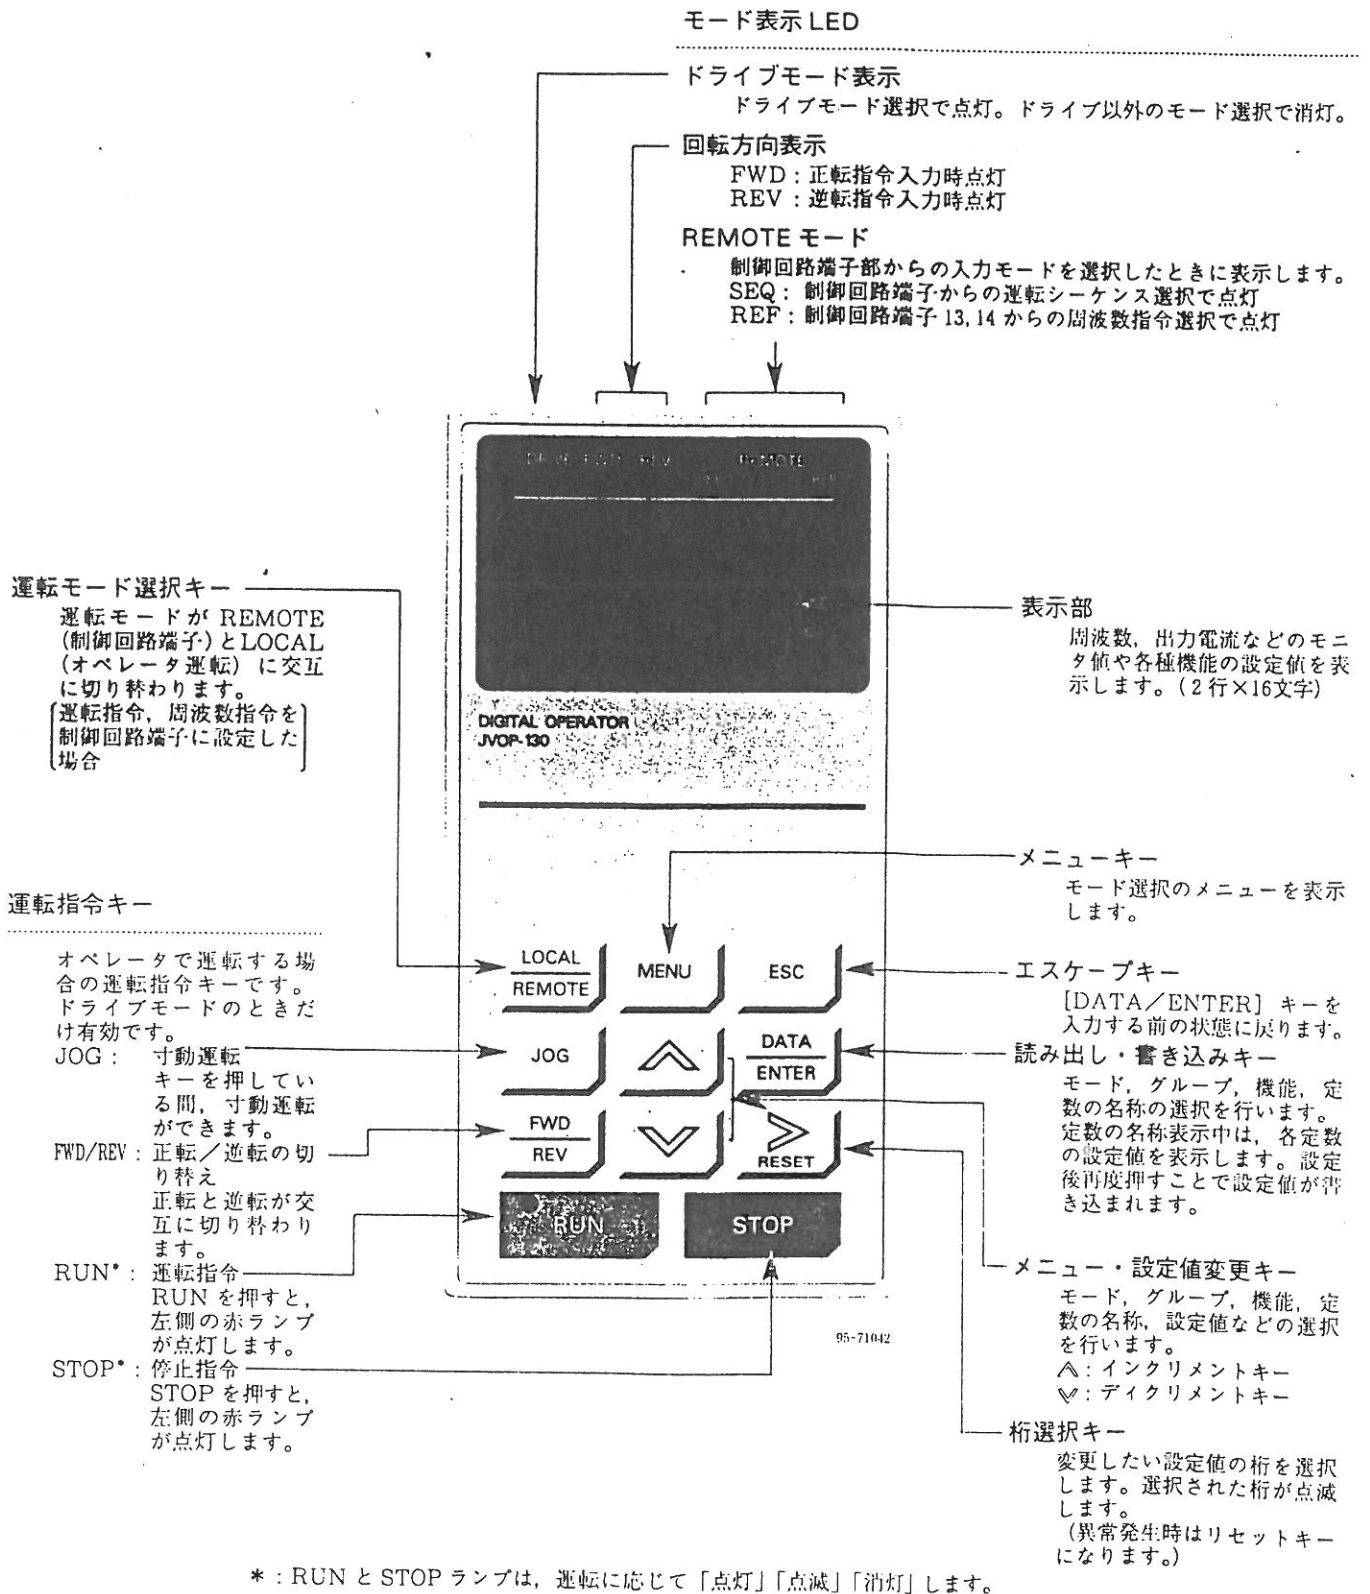 モード表示 LED
ドライブモード表示
ドライブモード選択で点灯。ドライブ以外のモード選択で消灯。
回転方向表示
FWD：正転指令入力時点灯
REV：逆転指令入力時点灯
REMOTE モード
制御回路端子部からの入力モードを選択したときに表示します。
SEQ：制御回路端子からの運転シーケンス選択で点灯
REF：制御回路端子 13, 14 からの周波数指令選択で点灯
DRIVE FWD REV REMOTE
運転モード選択キー
運転モードが REMOTE
(制御回路端子)とLOCAL
(オペレータ運転) に交互
に切り替わります。
運転指令，周波数指令を
制御回路端子に設定した
場合
表示部
周波数，出力電流などのモニ
タ値や各種機能の設定値を表
示します。(2行×16文字)
DIGITAL OPERATOR
JVOP-130
運転指令キー
オペレータで運転する場
合の運転指令キーです。
ドライブモードのときだ
け有効です。
JOG：寸動運転
キーを押してい
る間，寸動運転
ができます。
FWD/REV：正転／逆転の切
り替え
正転と逆転が交
互に切り替わり
ます。
RUN*：運転指令
RUN を押すと，
左側の赤ランプ
が点灯します。
STOP*：停止指令
STOP を押すと，
左側の赤ランプ
が点灯します。
LOCAL
REMOTE
MENU
ESC
JOG
DATA
ENTER
FWD
REV
RESET
RUN
STOP
95-71042
メニューキー
モード選択のメニューを表示
します。
エスケープキー
[DATA／ENTER] キーを
入力する前の状態に戻ります。
読み出し・書き込みキー
モード，グループ，機能，定
数の名称の選択を行います。
定数の名称表示中は，各定数
の設定値を表示します。設定
後再度押すことで設定値が書
き込まれます。
メニュー・設定値変更キー
モード，グループ，機能，定
数の名称，設定値などの選択
を行います。
∧：インクリメントキー
∨：ディクリメントキー
桁選択キー
変更したい設定値の桁を選択
します。選択された桁が点滅
します。
(異常発生時はリセットキー
になります。)
*：RUN と STOP ランプは，運転に応じて「点灯」「点滅」「消灯」します。